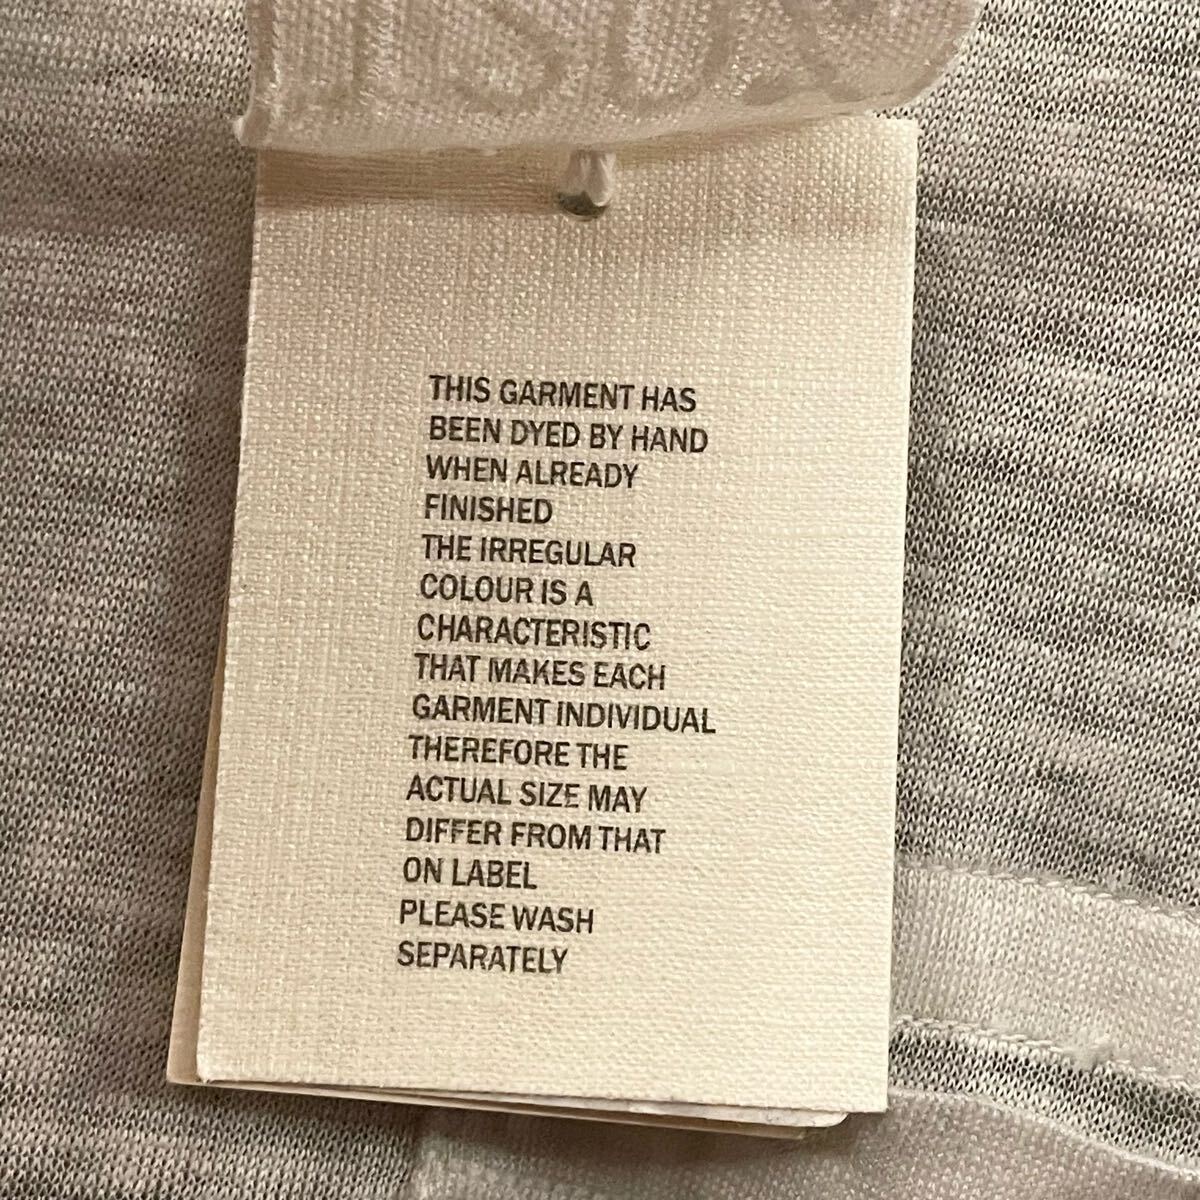 THIS GARMENT HAS
BEEN DYED BY HAND
WHEN ALREADY
FINISHED
THE IRREGULAR
COLOUR IS A
CHARACTERISTIC
THAT MAKES EACH
GARMENT INDIVIDUAL
THEREFORE THE
ACTUAL SIZE MAY
DIFFER FROM THAT
ON LABEL
PLEASE WASH
SEPARATELY